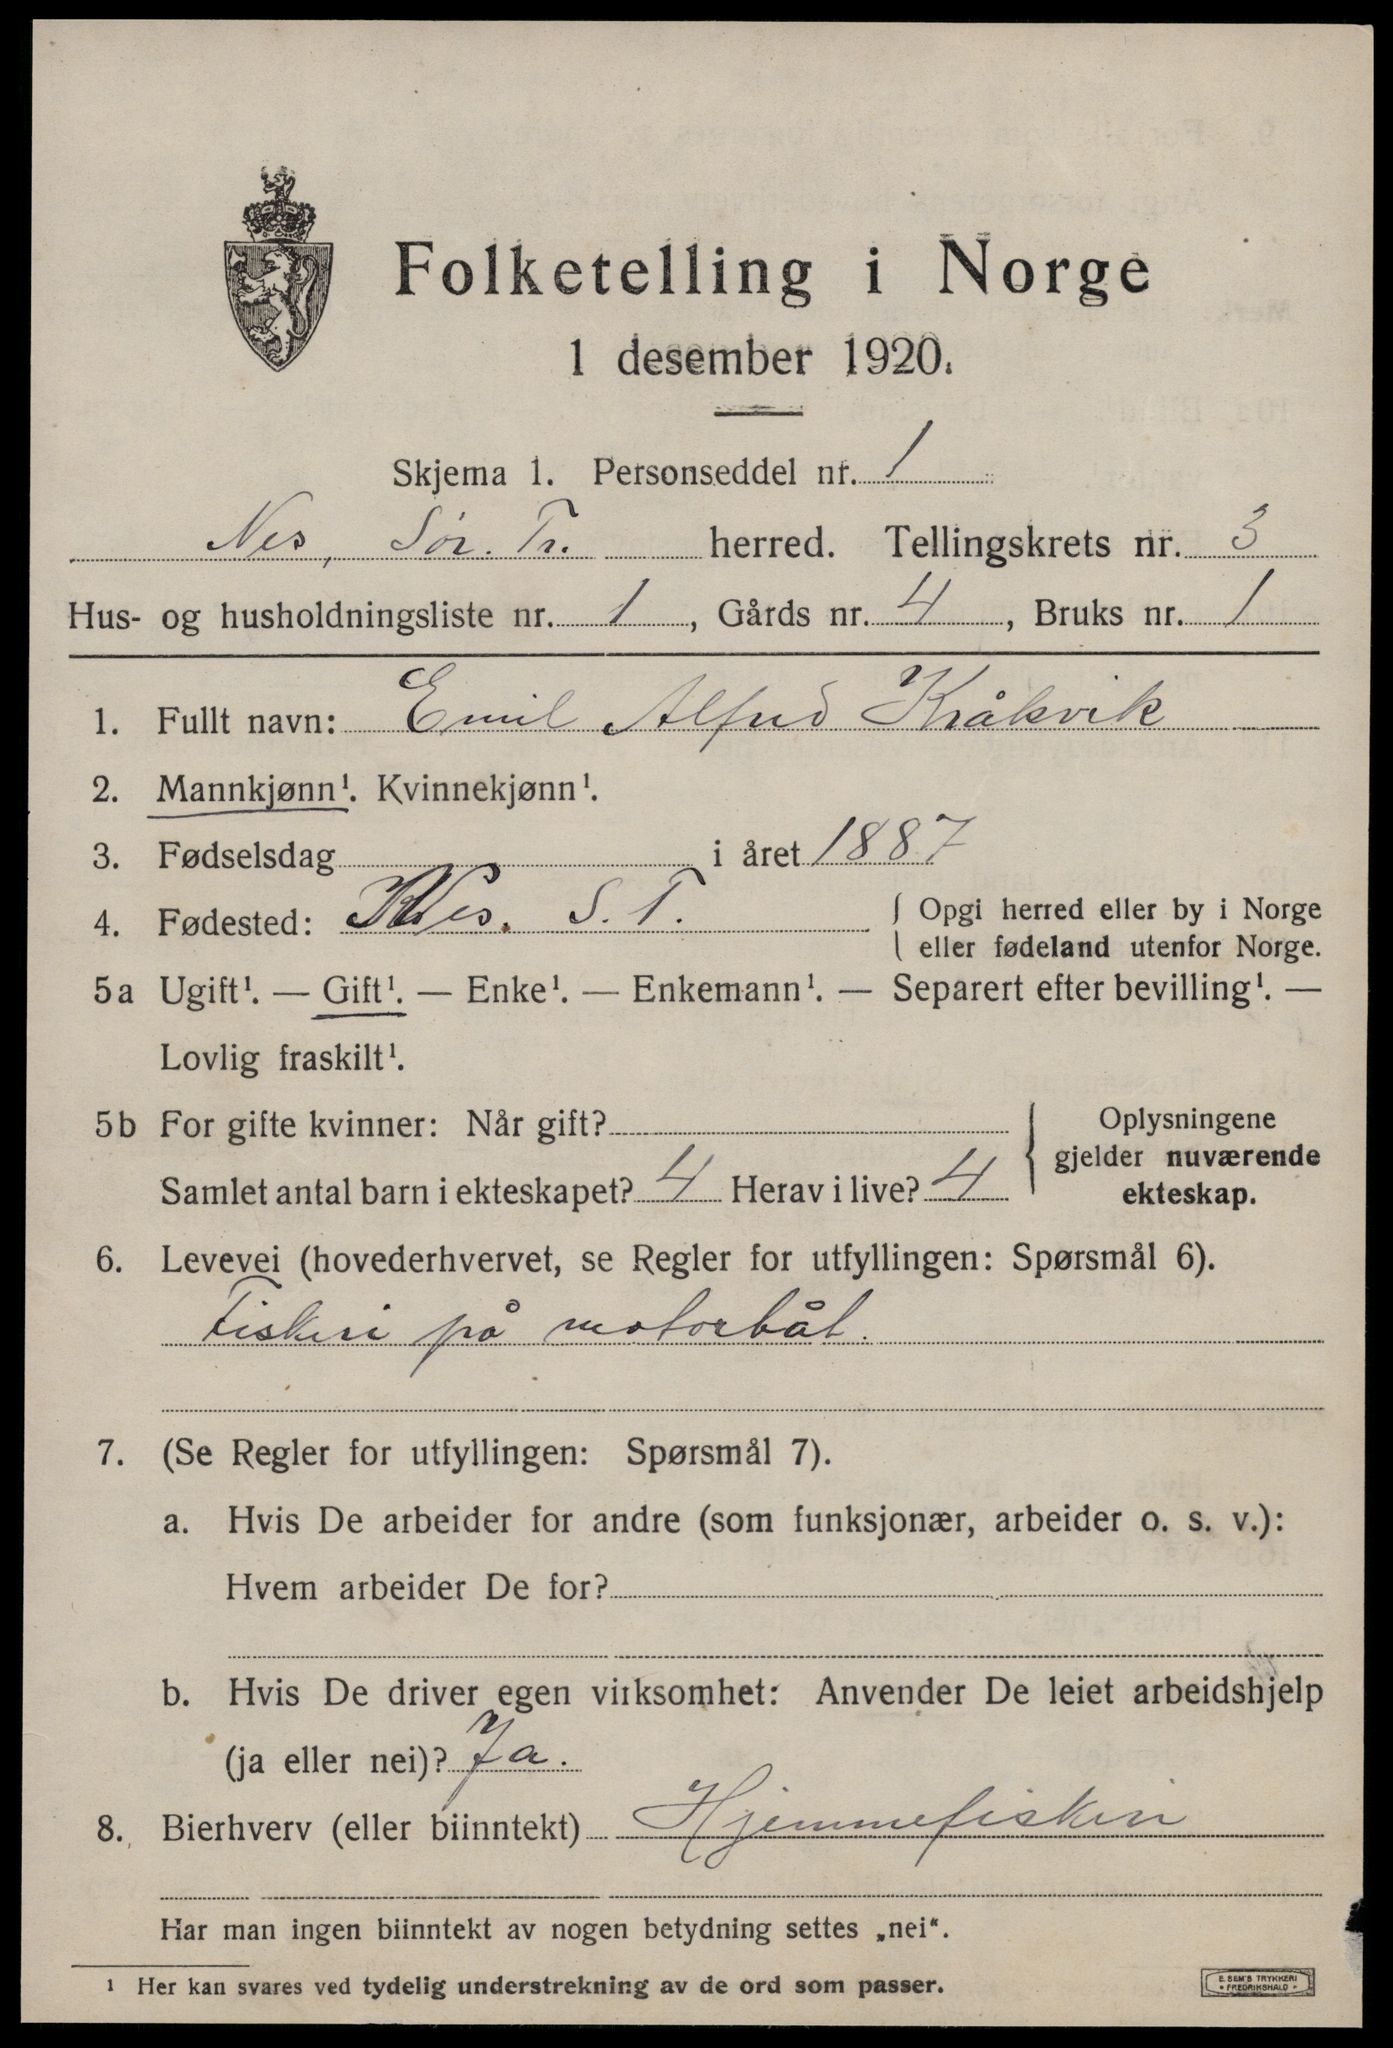 Folketelling i Norge
1 desember 1920.
Skjema 1. Personseddel nr. 1
Nes, Sör. Tr. herred. Tellingskrets nr. 3
Hus- og husholdningsliste nr. 1, Gårds nr. 4, Bruks nr. 1
1. Fullt navn: Emil Alfred Kråkvik
2. Mannkjønn¹. Kvinnekjønn¹.
3. Fødselsdag i året 1887
4. Fødested: Nes. S. T. { Opgi herred eller by i Norge
eller fødeland utenfor Norge.
5a Ugift¹. — Gift¹. — Enke¹. — Enkemann¹. — Separert efter bevilling¹. —
Lovlig fraskilt¹.
5b For gifte kvinner: Når gift?
Samlet antal barn i ekteskapet? 4 Herav i live? 4
{ Oplysningene
gjelder nuværende
ekteskap.
6. Levevei (hovederhvervet, se Regler for utfyllingen: Spørsmål 6).
Fiskeri på motorbåt.
7. (Se Regler for utfyllingen: Spørsmål 7).
a. Hvis De arbeider for andre (som funksjonær, arbeider o. s. v.):
Hvem arbeider De for?
b. Hvis De driver egen virksomhet: Anvender De leiet arbeidshjelp
(ja eller nei)? Ja.
8. Bierhverv (eller biinntekt) Hjemmefiskeri
Har man ingen biinntekt av nogen betydning settes „nei“.
¹ Her kan svares ved tydelig understrekning av de ord som passer.
E. SEM'S TRYKKERI
• FREDRIKSHALD •